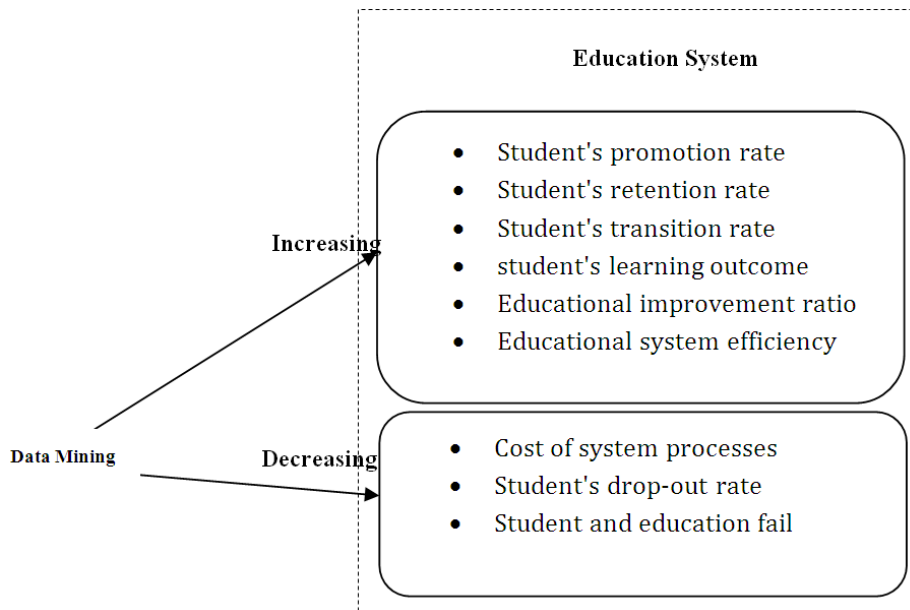 Education System
• Student's promotion rate
• Student's retention rate
• Student's transition rate
• student's learning outcome
• Educational improvement ratio
• Educational system efficiency
Increasing
Data Mining
Decreasing
• Cost of system processes
• Student's drop-out rate
• Student and education fail